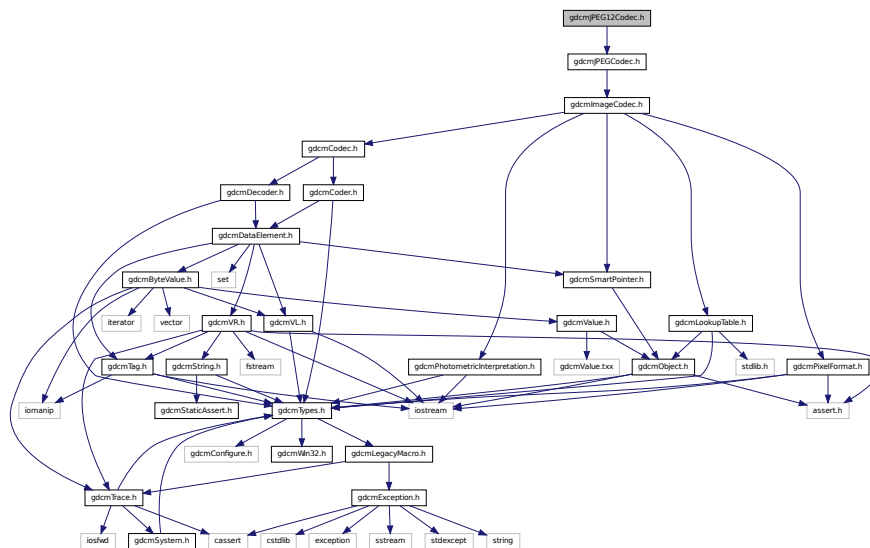 gdcmJPEG12Codec.h
gdcmJPEGCodec.h
gdcmImageCodec.h
gdcmCodec.h
gdcmDecoder.h
gdcmCoder.h
gdcmDataElement.h
gdcmByteValue.h
set
gdcmSmartPointer.h
iterator
vector
gdcmVR.h
gdcmVL.h
gdcmValue.h
gdcmLookupTable.h
gdcmTag.h
gdcmString.h
fstream
gdcmPhotometricInterpretation.h
gdcmValue.txx
gdcmObject.h
stdlib.h
gdcmPixelFormat.h
iomanip
gdcmStaticAssert.h
gdcmTypes.h
iostream
assert.h
gdcmConfigure.h
gdcmWin32.h
gdcmLegacyMacro.h
gdcmTrace.h
gdcmException.h
iosfwd
gdcmSystem.h
cassert
cstdlib
exception
sstream
stdexcept
string